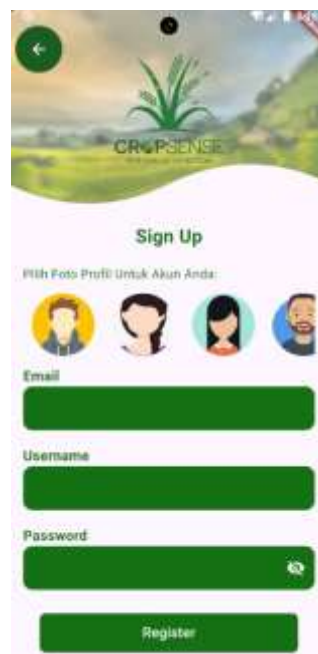 CROPSENSE
Sign Up
Pilih Foto Profil Untuk Akun Anda:
Email
Username
Password
Register